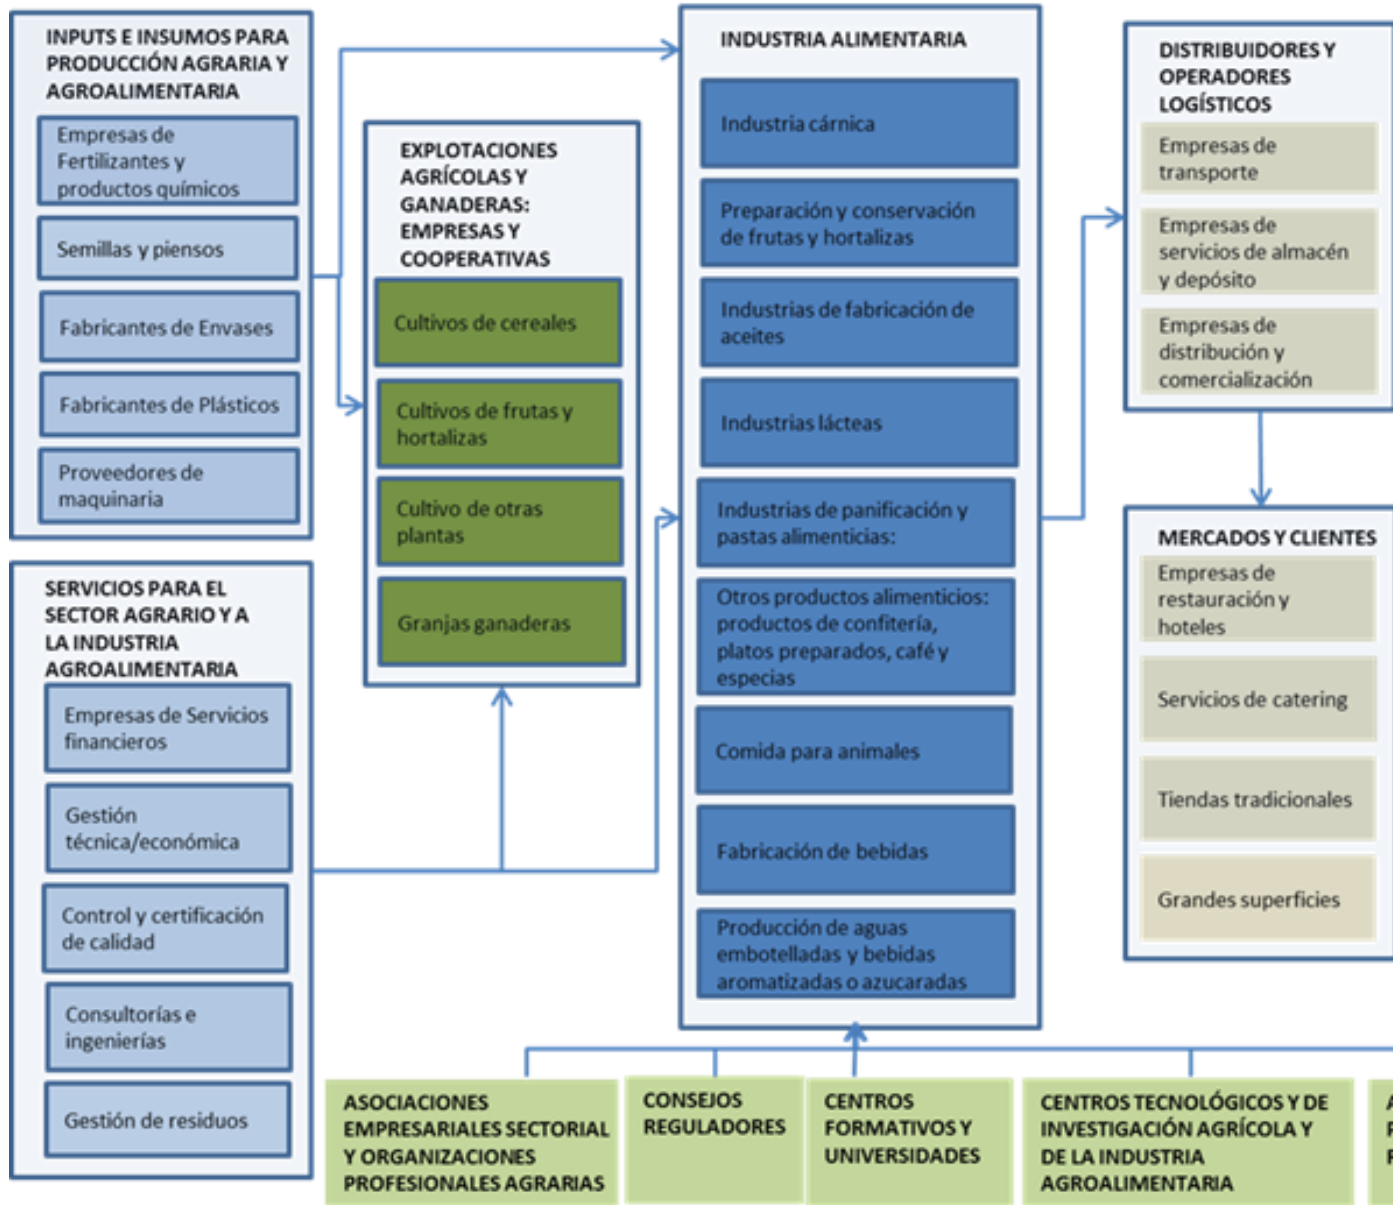 INPUTS E INSUMOS PARA
PRODUCCIÓN AGRARIA Y
AGROALIMENTARIA
Empresas de
Fertilizantes y
productos químicos
Semillas y piensos
Fabricantes de Envases
Fabricantes de Plásticos
Proveedores de
maquinaria
SERVICIOS PARA EL
SECTOR AGRARIO Y A
LA INDUSTRIA
AGROALIMENTARIA
Empresas de Servicios
financieros
Gestión
técnica/económica
Control y certificación
de calidad
Consultorías e
ingenierías
Gestión de residuos
EXPLOTACIONES
AGRÍCOLAS Y
GANADERAS:
EMPRESAS Y
COOPERATIVAS
Cultivos de cereales
Cultivos de frutas y
hortalizas
Cultivo de otras
plantas
Granjas ganaderas
INDUSTRIA ALIMENTARIA
Industria cárnica
Preparación y conservación
de frutas y hortalizas
Industrias de fabricación de
aceites
Industrias lácteas
Industrias de panificación y
pastas alimenticias:
Otros productos alimenticios:
productos de confitería,
platos preparados, café y
especias
Comida para animales
Fabricación de bebidas
Producción de aguas
embotelladas y bebidas
aromatizadas o azucaradas
DISTRIBUIDORES Y
OPERADORES
LOGÍSTICOS
Empresas de
transporte
Empresas de
servicios de almacén
y depósito
Empresas de
distribución y
comercialización
MERCADOS Y CLIENTES
Empresas de
restauración y
hoteles
Servicios de catering
Tiendas tradicionales
Grandes superficies
ASOCIACIONES
EMPRESARIALES SECTORIAL
Y ORGANIZACIONES
PROFESIONALES AGRARIAS
CONSEJOS
REGULADORES
CENTROS
FORMATIVOS Y
UNIVERSIDADES
CENTROS TECNOLÓGICOS Y DE
INVESTIGACIÓN AGRÍCOLA Y
DE LA INDUSTRIA
AGROALIMENTARIA